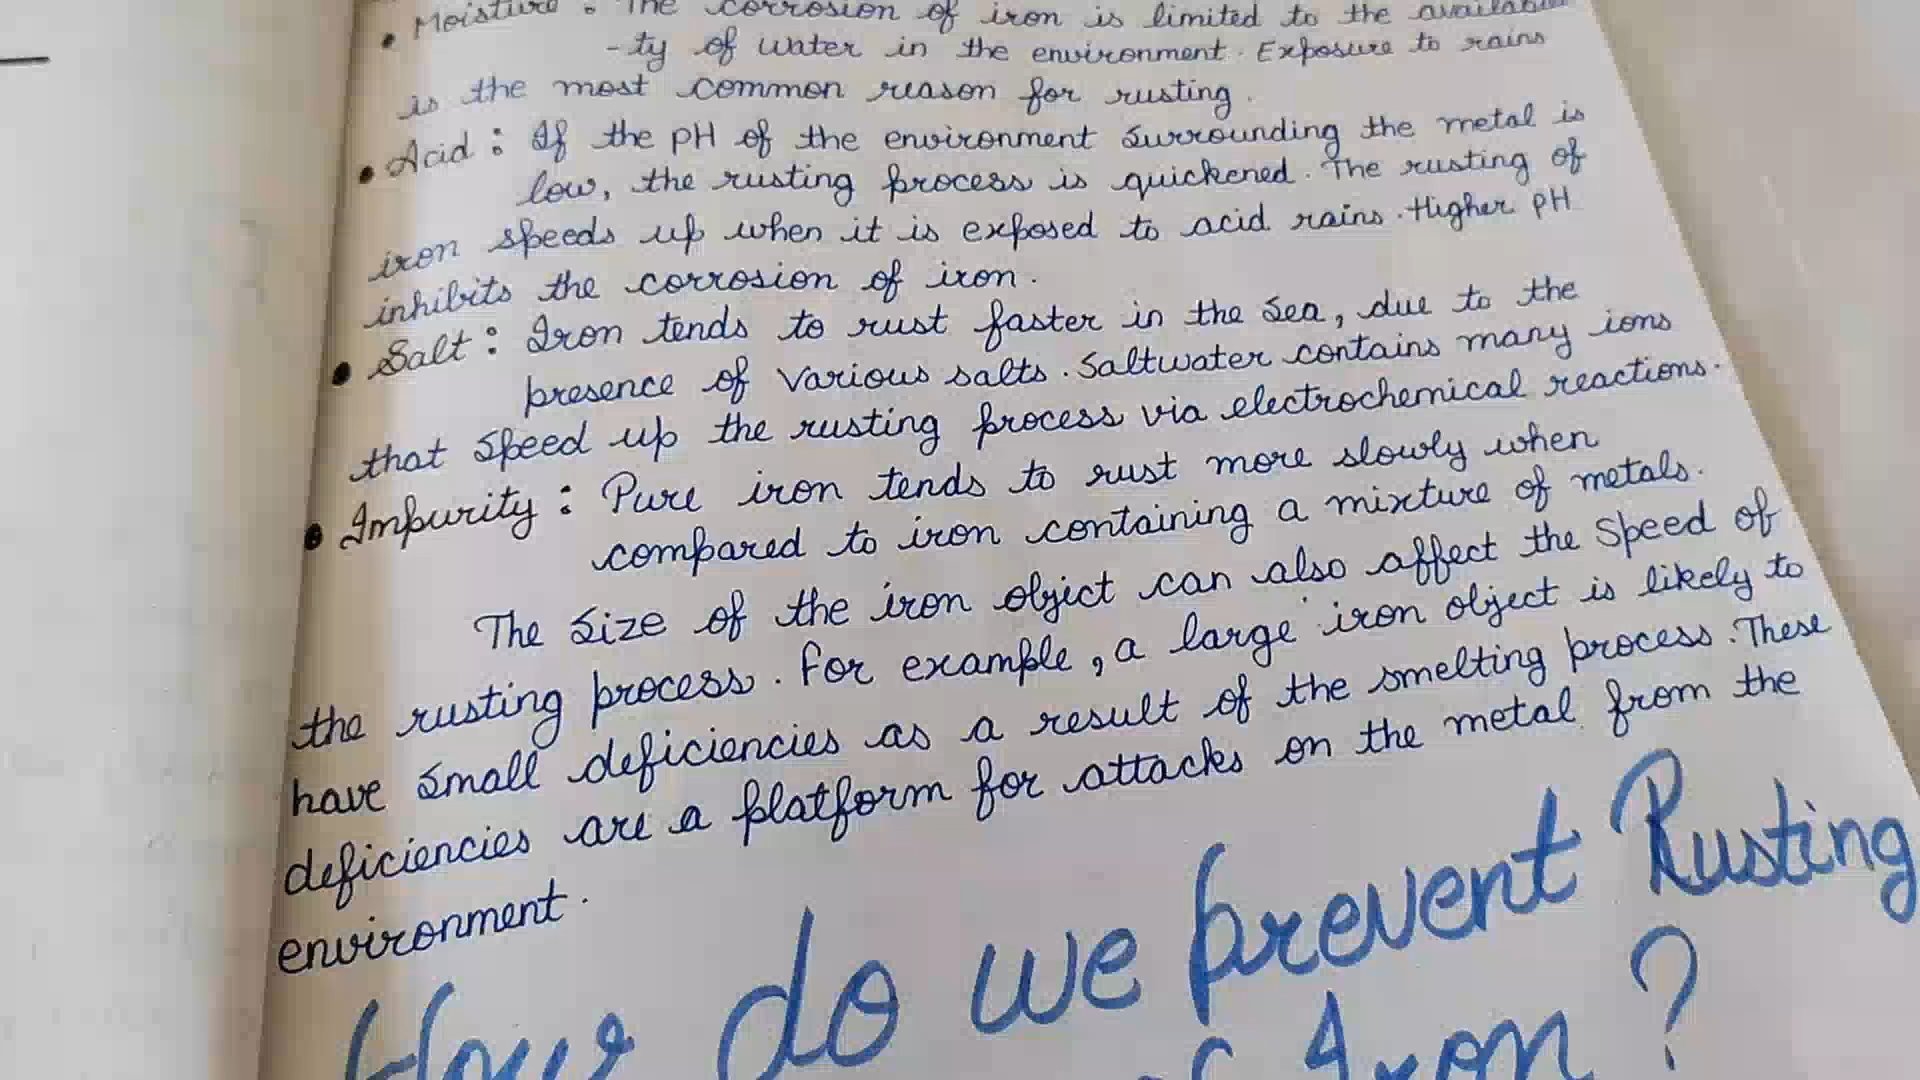 • Moisture : The corrosion of iron is limited to the availabili
-ty of water in the environment. Exposure to rains
is the most common reason for rusting.
• Acid : If the pH of the environment surrounding the metal is
low, the rusting process is quickened. The rusting of
iron speeds up when it is exposed to acid rains. Higher pH
inhibits the corrosion of iron.
• Salt : Iron tends to rust faster in the sea, due to the
presence of various salts. Saltwater contains many ions
that speed up the rusting process via electrochemical reactions.
• Impurity : Pure iron tends to rust more slowly when
compared to iron containing a mixture of metals.
The size of the iron object can also affect the speed of
the rusting process. For example, a large iron object is likely to
have small deficiencies as a result of the smelting process. These
deficiencies are a platform for attacks on the metal from the
environment.
How do we prevent Rusting
of Iron ?